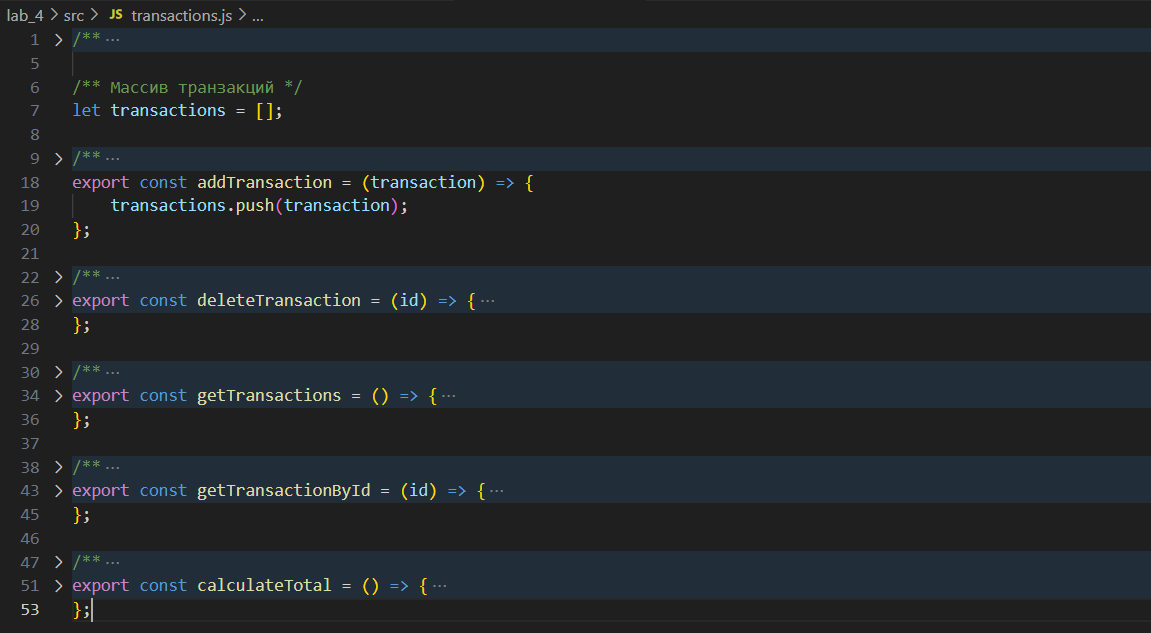 lab_4 > src > JS transactions.js > ...
1 > /** ···
5
6 /** Массив транзакций */
7 let transactions = [];
8
9 > /** ···
18 export const addTransaction = (transaction) => {
19 transactions.push(transaction);
20 };
21
22 > /** ···
26 > export const deleteTransaction = (id) => { ···
28 };
29
30 > /** ···
34 > export const getTransactions = () => { ···
36 };
37
38 > /** ···
43 > export const getTransactionById = (id) => { ···
45 };
46
47 > /** ···
51 > export const calculateTotal = () => { ···
53 };